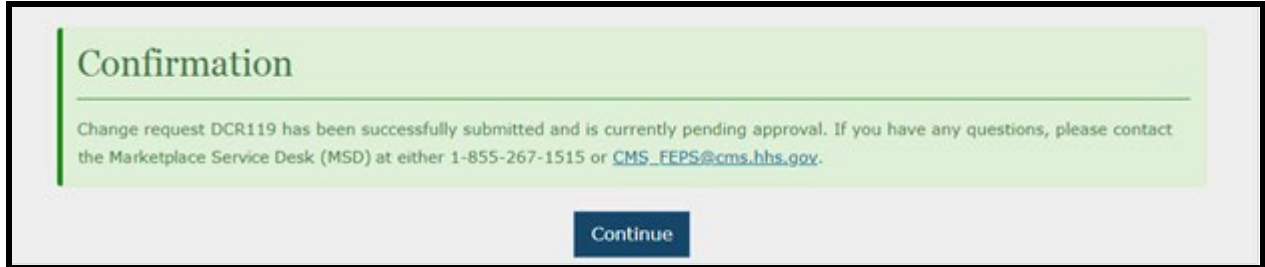 Confirmation
Change request DCR119 has been successfully submitted and is currently pending approval. If you have any questions, please contact
the Marketplace Service Desk (MSD) at either 1-855-267-1515 or CMS_FEPS@cms.hhs.gov.
Continue